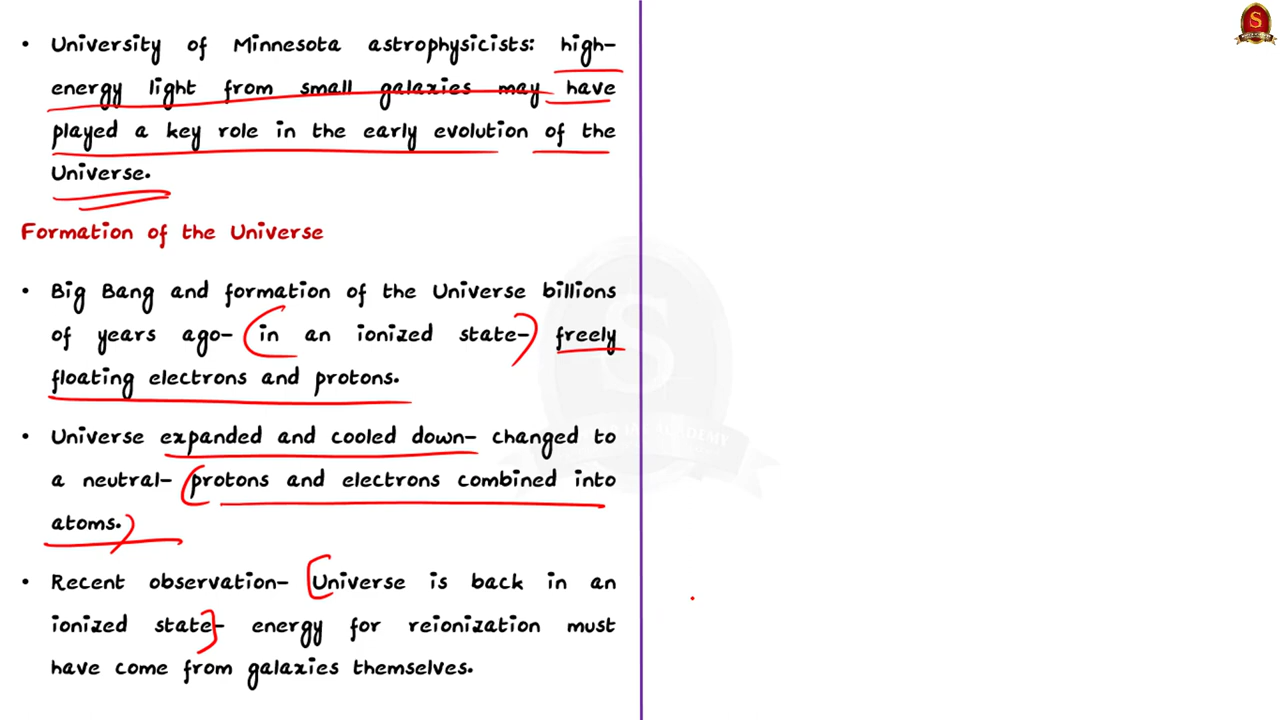 • University of Minnesota astrophysicists: high-
energy light from small galaxies may have
played a key role in the early evolution of the
Universe.
Formation of the Universe
• Big Bang and formation of the Universe billions
of years ago- in an ionized state- freely
floating electrons and protons.
• Universe expanded and cooled down- changed to
a neutral- protons and electrons combined into
atoms.
• Recent observation- Universe is back in an
ionized state- energy for reionization must
have come from galaxies themselves.
S